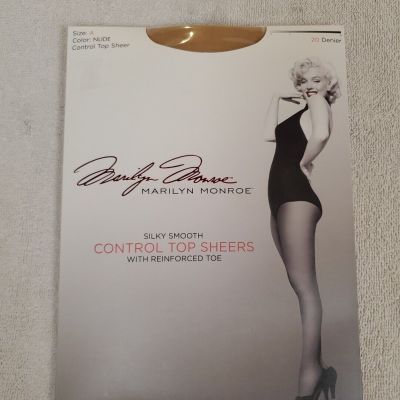 Size: A
Color: NUDE
Control Top Sheer
20 Denier
Marilyn Monroe
MARILYN MONROE
SILKY SMOOTH
CONTROL TOP SHEERS
WITH REINFORCED TOE